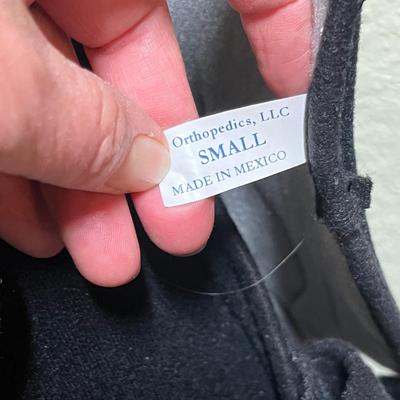 Orthopedics, LLC
SMALL
MADE IN MEXICO